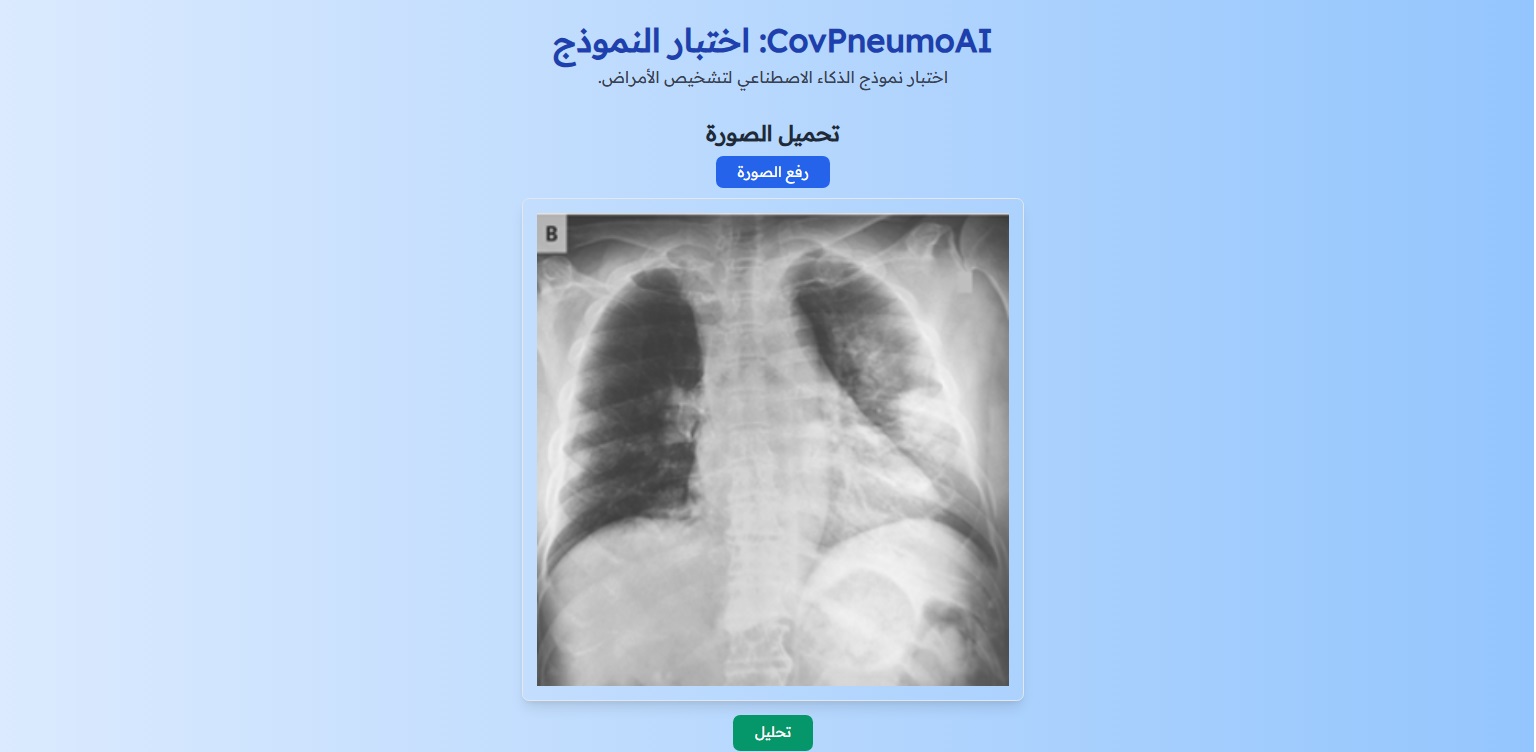 CovPneumoAI: اختبار النموذج
اختبار نموذج الذكاء الاصطناعي لتشخيص الأمراض.
تحميل الصورة
رفع الصورة
B
تحليل